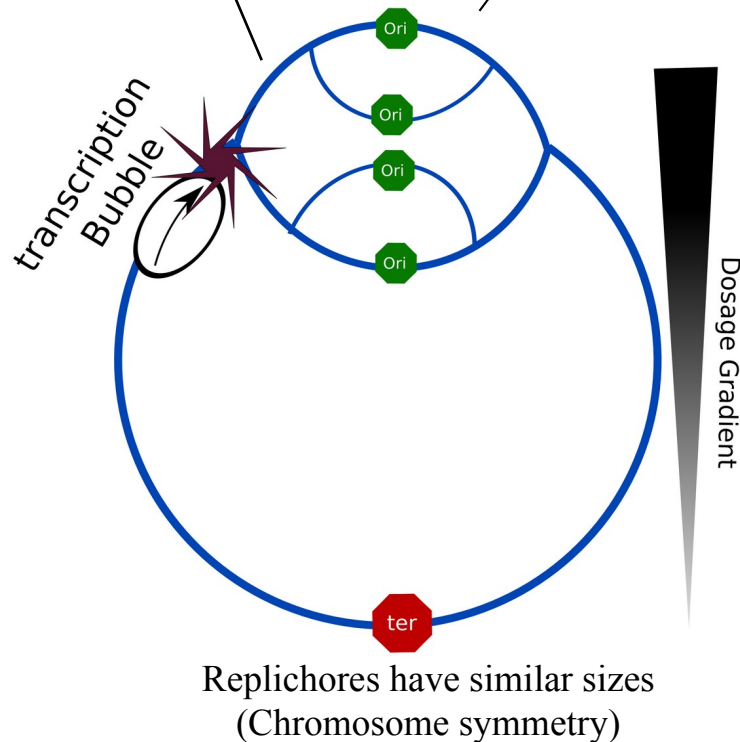 Ori
Ori
Ori
Ori
transcription
Bubble
Dosage Gradient
ter
Replichores have similar sizes
(Chromosome symmetry)